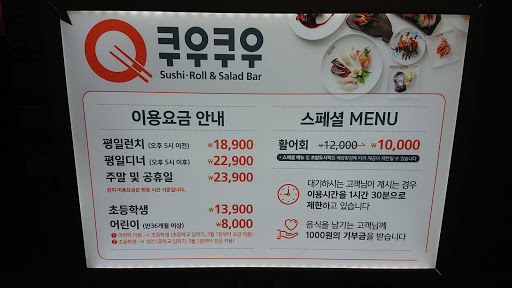 쿠우쿠우
Sushi·Roll & Salad Bar
이용요금 안내
평일런치 (오후 5시 이전) ₩18,900
평일디너 (오후 5시 이후) ₩22,900
주말 및 공휴일 ₩23,900
초등학생 ₩13,900
어린이 (만36개월 이상) ₩8,000
스페셜 MENU
활어회 ₩12,000 → ₩10,000
대기하시는 고객님이 계시는 경우
이용시간을 1시간 30분으로
제한하고 있습니다
음식을 남기는 고객님께
1000원의 기부금을 받습니다